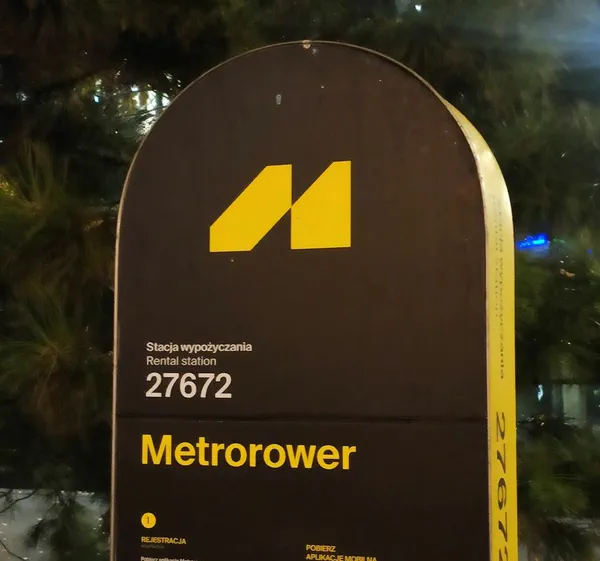 Stacja wypożyczania
Rental station
27672
Metrorower
1
REJESTRACJA
POBIERZ
APLIKACJĘ MOBILNĄ
27672